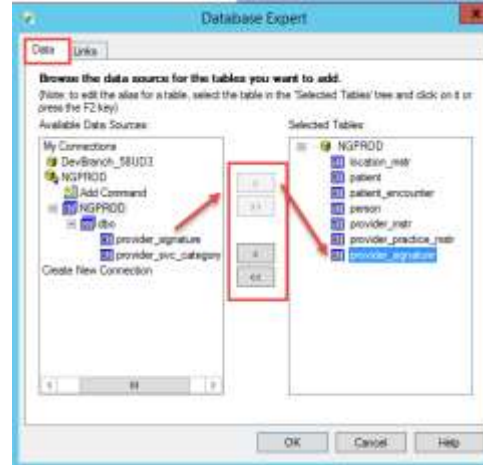 Database Expert
Data
Links
Browse the data source for the tables you want to add.
(Note: to edit the alias for a table, select the table in the 'Selected Tables' tree and click on it or
press the F2 key)
Available Data Sources:
Selected Tables:
My Connections
DevBranch_58UD3
NGPROD
Add Command
NGPROD
dbo
provider_signature
provider_svc_category
Create New Connection
>
>>
<
<<
NGPROD
location_mstr
patient
patient_encounter
person
provider_mstr
provider_practice_mstr
provider_signature
OK
Cancel
Help